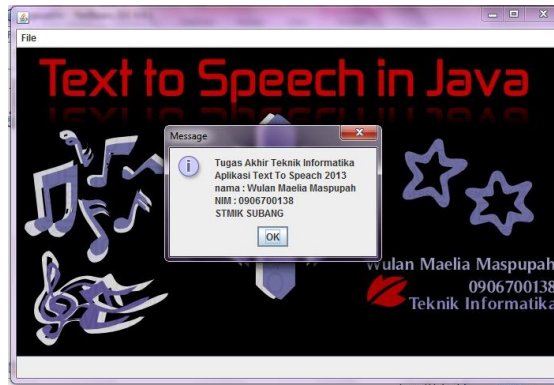 File
Text to Speech in Java
Message
Tugas Akhir Teknik Informatika
Aplikasi Text To Speach 2013
nama : Wulan Maelia Maspupah
NIM : 0906700138
STMIK SUBANG
OK
Wulan Maelia Maspupah
0906700138
Teknik Informatika